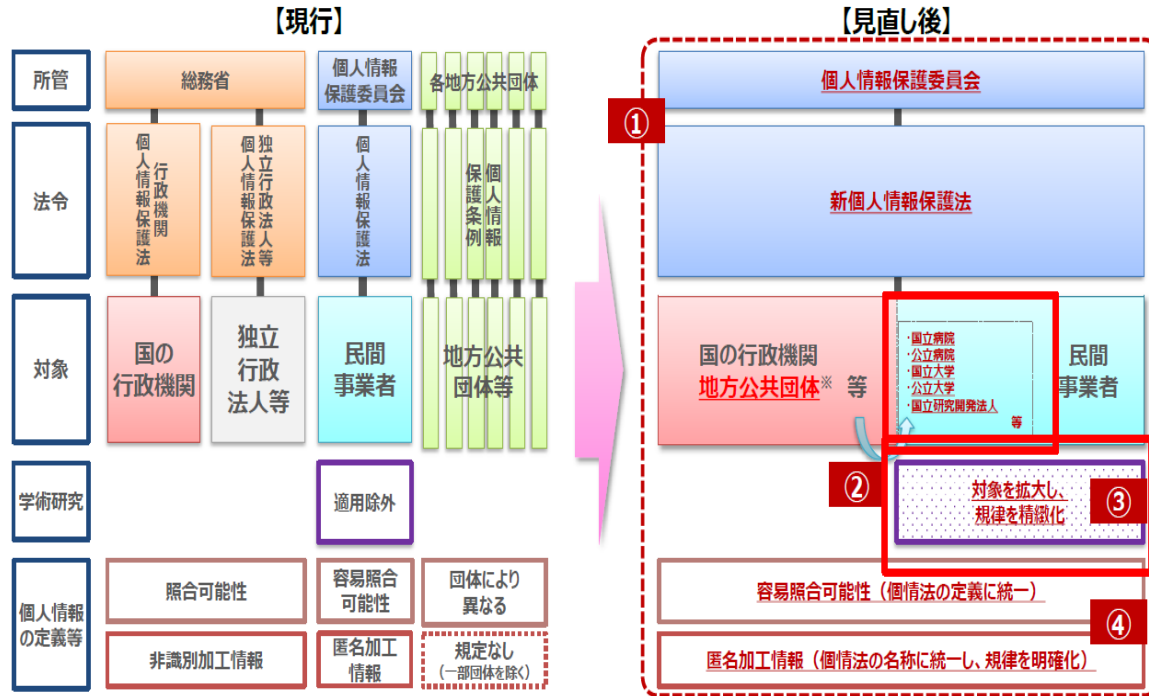 【現行】
【見直し後】
所管
総務省
個人情報
保護委員会
各地方公共団体
個人情報保護委員会
①
法令
行政機関
個人情報保護法
独立行政法人等
個人情報保護法
個人情報保護法
個人情報
保護条例
新個人情報保護法
対象
国の
行政機関
独立
行政
法人等
民間
事業者
地方公共
団体等
国の行政機関
地方公共団体※ 等
・国立病院
・公立病院
・国立大学
・公立大学
・国立研究開発法人
等
民間
事業者
学術研究
適用除外
②
対象を拡大し、
規律を精緻化
③
個人情報
の定義等
照合可能性
容易照合
可能性
団体により
異なる
容易照合可能性（個情法の定義に統一）
④
非識別加工情報
匿名加工
情報
規定なし
（一部団体を除く）
匿名加工情報（個情法の名称に統一し、規律を明確化）